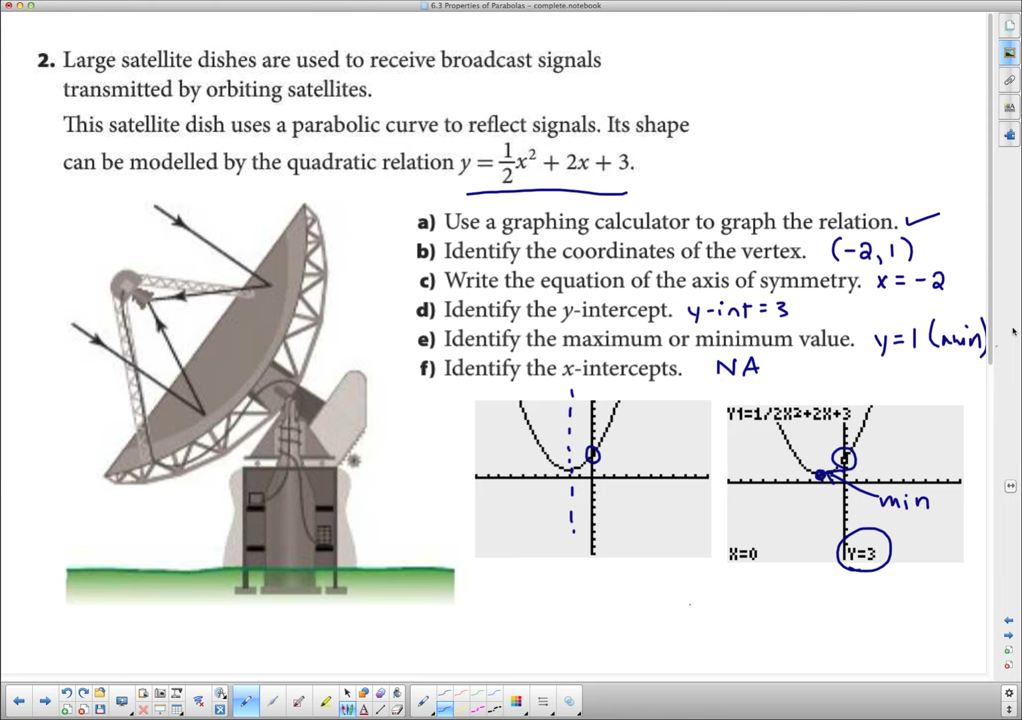 6.3 Properties of Parabolas – complete.notebook
2. Large satellite dishes are used to receive broadcast signals
transmitted by orbiting satellites.
This satellite dish uses a parabolic curve to reflect signals. Its shape
can be modelled by the quadratic relation y = 1/2x² + 2x + 3.
a) Use a graphing calculator to graph the relation. ✓
b) Identify the coordinates of the vertex. (-2, 1)
c) Write the equation of the axis of symmetry. x = -2
d) Identify the y-intercept. y-int = 3
e) Identify the maximum or minimum value. y = 1 (min)
f) Identify the x-intercepts. NA
Y1=1/2X²+2X+3
min
X=0 Y=3